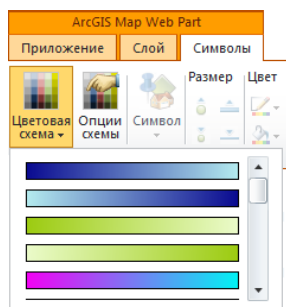 ArcGIS Map Web Part
Приложение Слой Символы
Цветовая схема
Опции схемы
Символ
Размер
Цвет